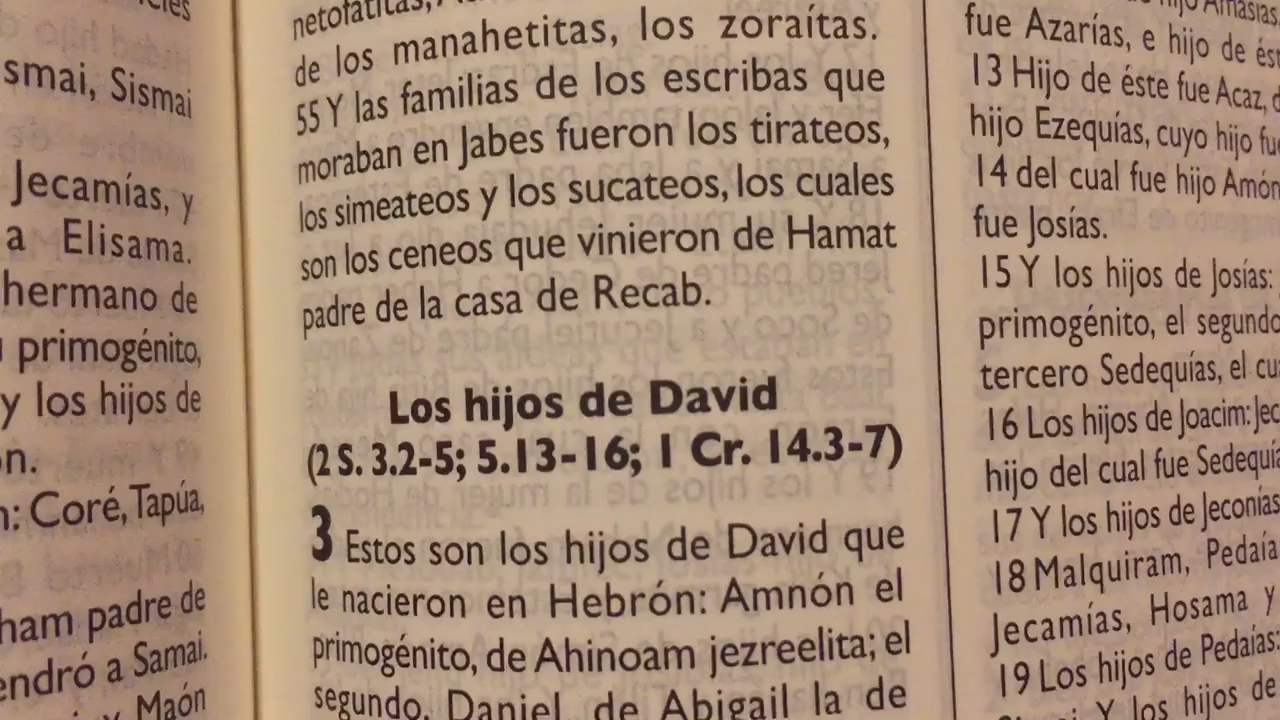 smai, Sismai
Jecamías, y
a Elisama.
hermano de
primogénito,
y los hijos de
Coré, Tapúa,
ham padre de
endró a Samai.
y Maón
netofatitas,
de los manahetitas, los zoraítas.
55 Y las familias de los escribas que
moraban en Jabes fueron los tirateos,
los simeateos y los sucateos, los cuales
son los ceneos que vinieron de Hamat
padre de la casa de Recab.
Los hijos de David
(2 S. 3.2-5; 5.13-16; 1 Cr. 14.3-7)
3 Estos son los hijos de David que
le nacieron en Hebrón: Amnón el
primogénito, de Ahinoam jezreelita; el
segundo, Daniel, de Abigail la de
hijo Amasías,
fue Azarías, e hijo de ést
13 Hijo de éste fue Acaz,
hijo Ezequías, cuyo hijo fu
14 del cual fue hijo Amón
fue Josías.
15 Y los hijos de Josías:
primogénito, el segundo
tercero Sedequías, el cu
16 Los hijos de Joacim: Jec
hijo del cual fue Sedequía
17 Y los hijos de Jeconías
18 Malquiram, Pedaía
Jecamías, Hosama y
19 Los hijos de Pedaías:
Y los hijos de